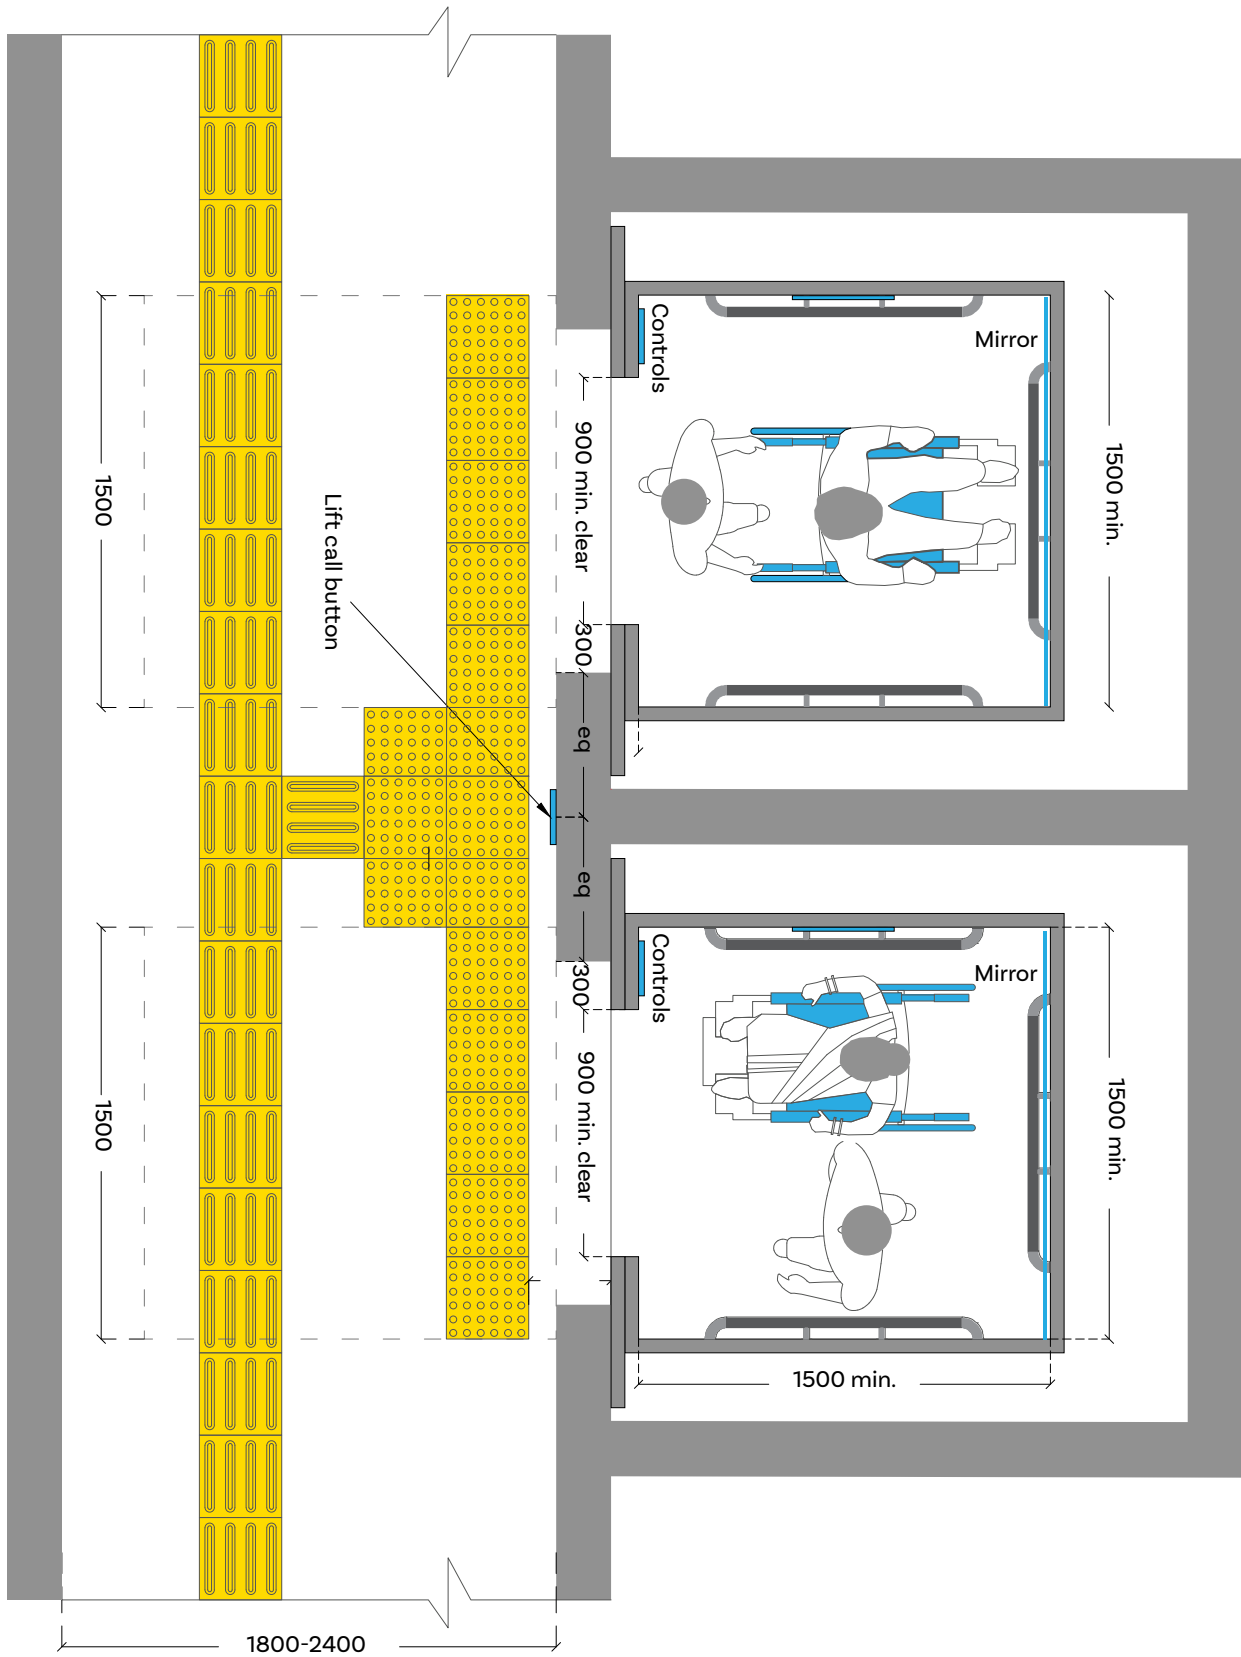 Controls
Mirror
1500 min.
900 min. clear
1500
Lift call button
300
eq
eq
300
Controls
Mirror
1500 min.
900 min. clear
1500
1500 min.
1800-2400